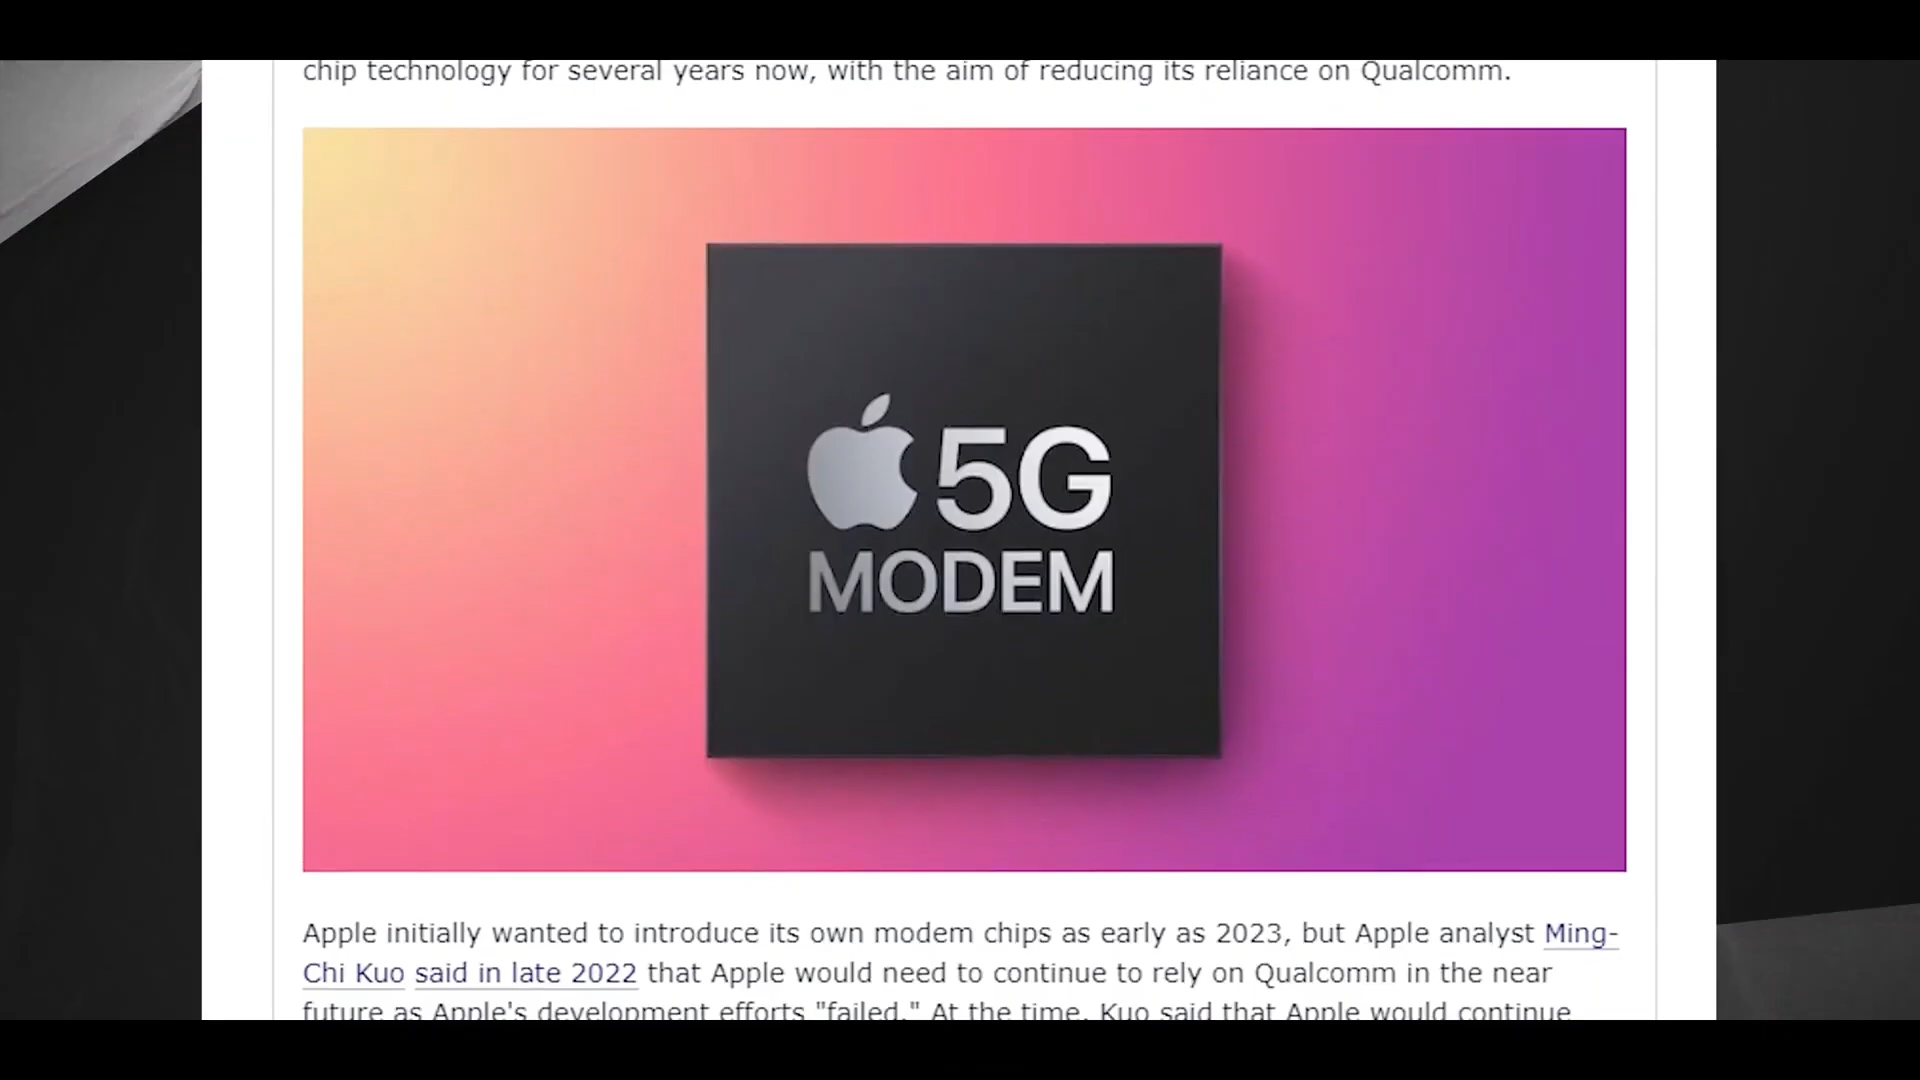 chip technology for several years now, with the aim of reducing its reliance on Qualcomm.
5G
MODEM
Apple initially wanted to introduce its own modem chips as early as 2023, but Apple analyst Ming-
Chi Kuo said in late 2022 that Apple would need to continue to rely on Qualcomm in the near
future as Apple's development efforts "failed." At the time, Kuo said that Apple would continue